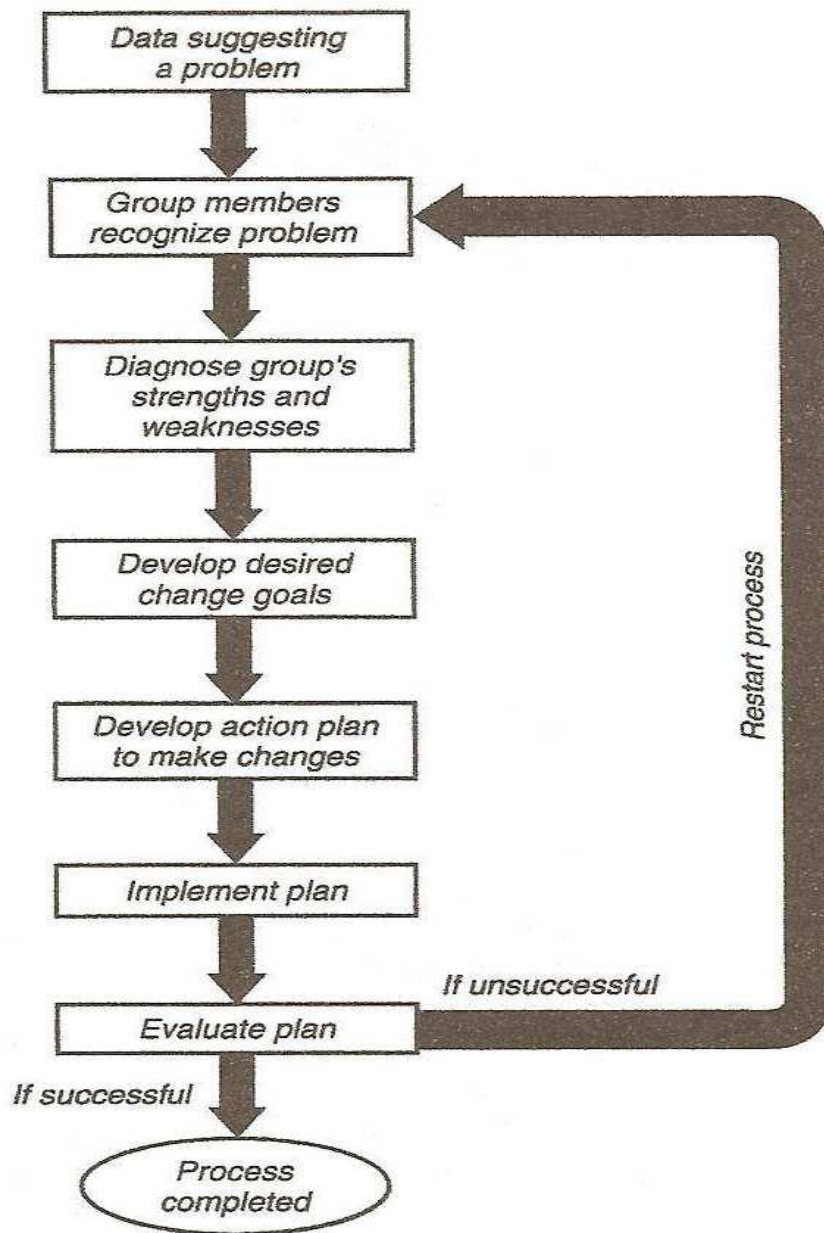 Data suggesting
a problem
Group members
recognize problem
Diagnose group's
strengths and
weaknesses
Develop desired
change goals
Develop action plan
to make changes
Implement plan
Evaluate plan
If unsuccessful
Restart process
If successful
Process
completed